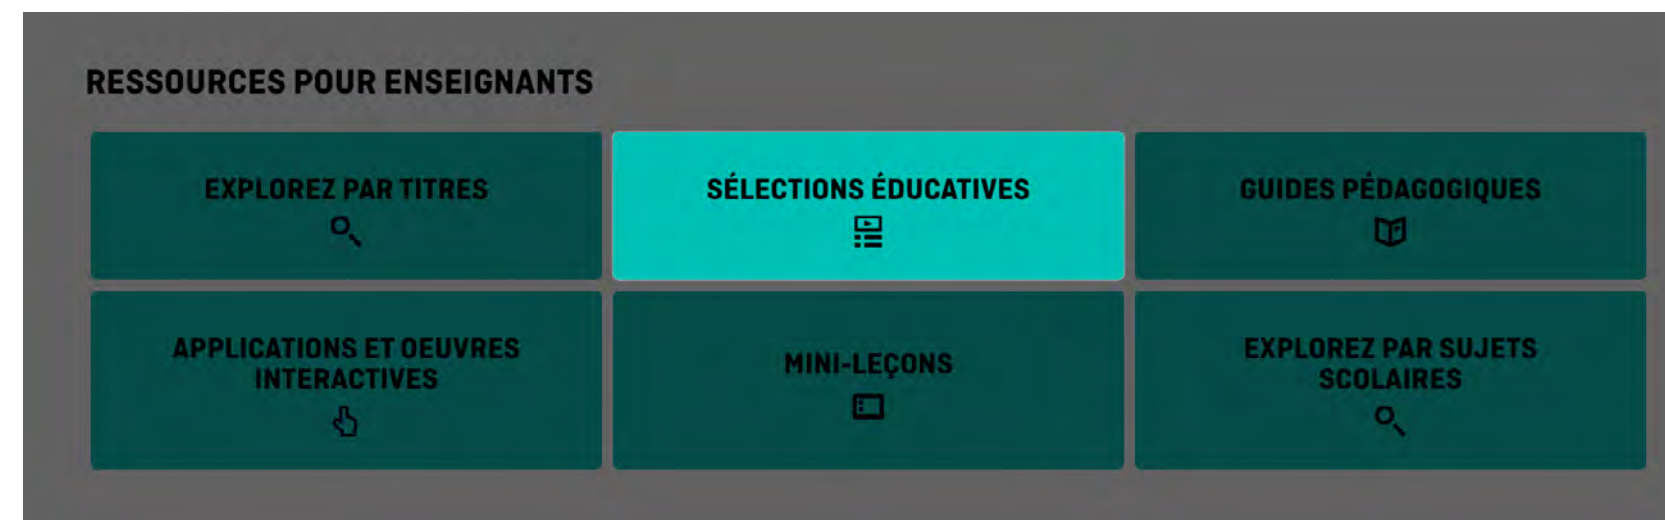 RESSOURCES POUR ENSEIGNANTS
EXPLOREZ PAR TITRES
SÉLECTIONS ÉDUCATIVES
GUIDES PÉDAGOGIQUES
APPLICATIONS ET OEUVRES
INTERACTIVES
MINI-LEÇONS
EXPLOREZ PAR SUJETS
SCOLAIRES